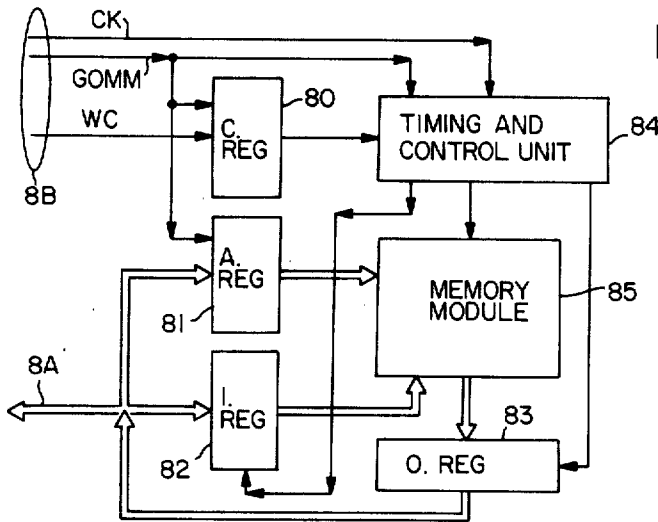 CK
GOMM
WC
8B
C.
REG
80
TIMING AND
CONTROL UNIT
84
A.
REG
81
MEMORY
MODULE
85
8A
I.
REG
82
83
O. REG